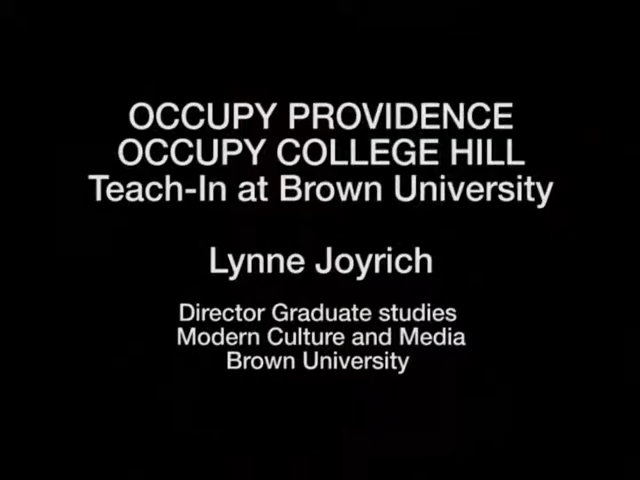 OCCUPY PROVIDENCE
OCCUPY COLLEGE HILL
Teach-In at Brown University
Lynne Joyrich
Director Graduate studies
Modern Culture and Media
Brown University